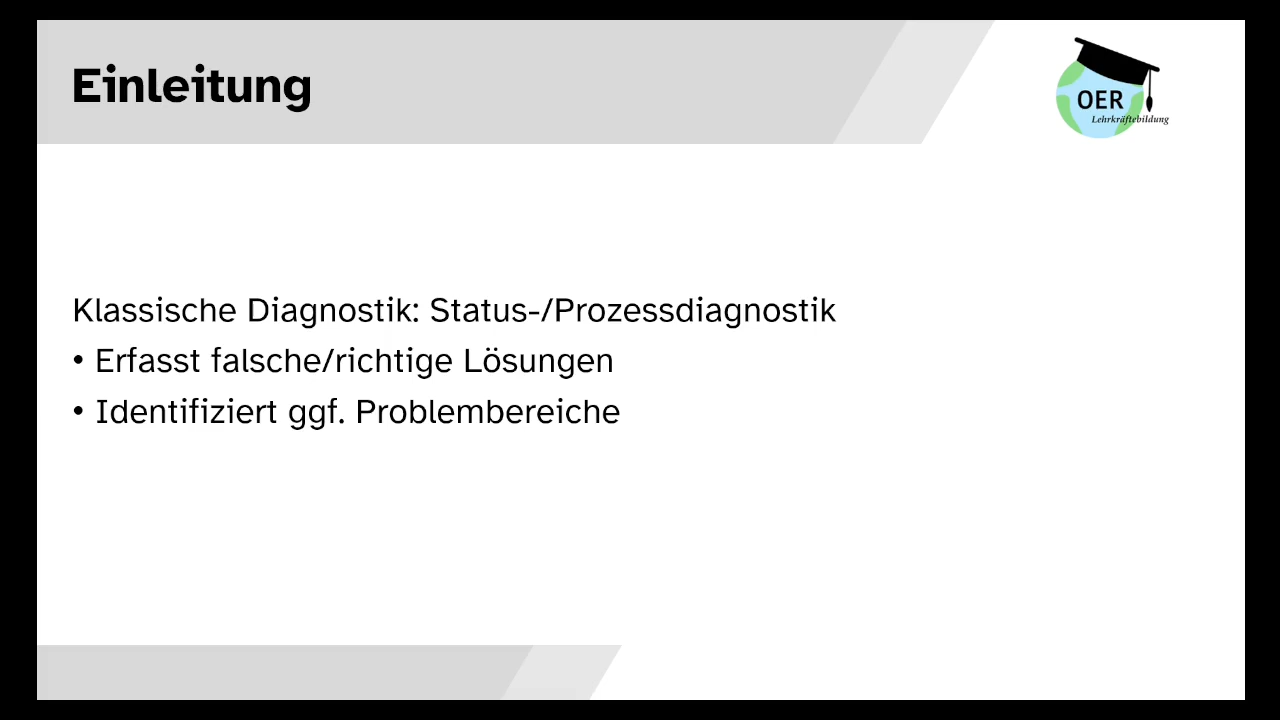 Einleitung
OER
Lehrkräftebildung
Klassische Diagnostik: Status-/Prozessdiagnostik
• Erfasst falsche/richtige Lösungen
• Identifiziert ggf. Problembereiche